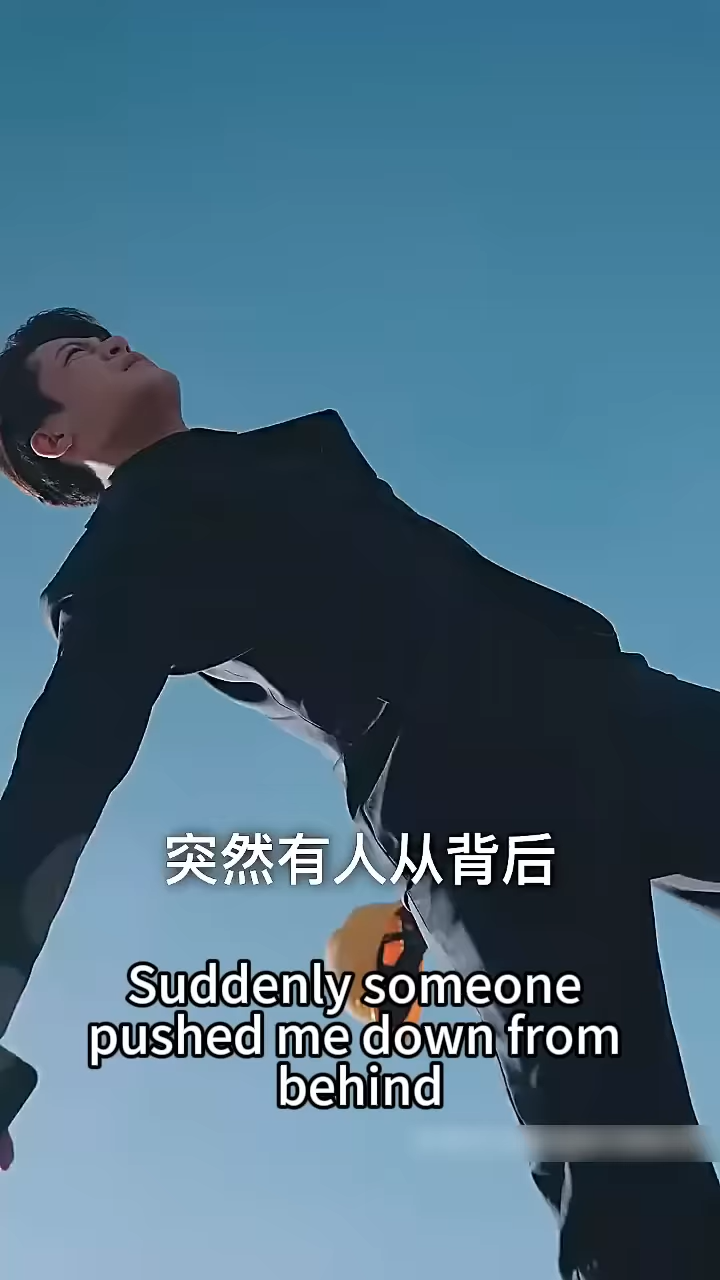 突然有人从背后
Suddenly someone
pushed me down from
behind